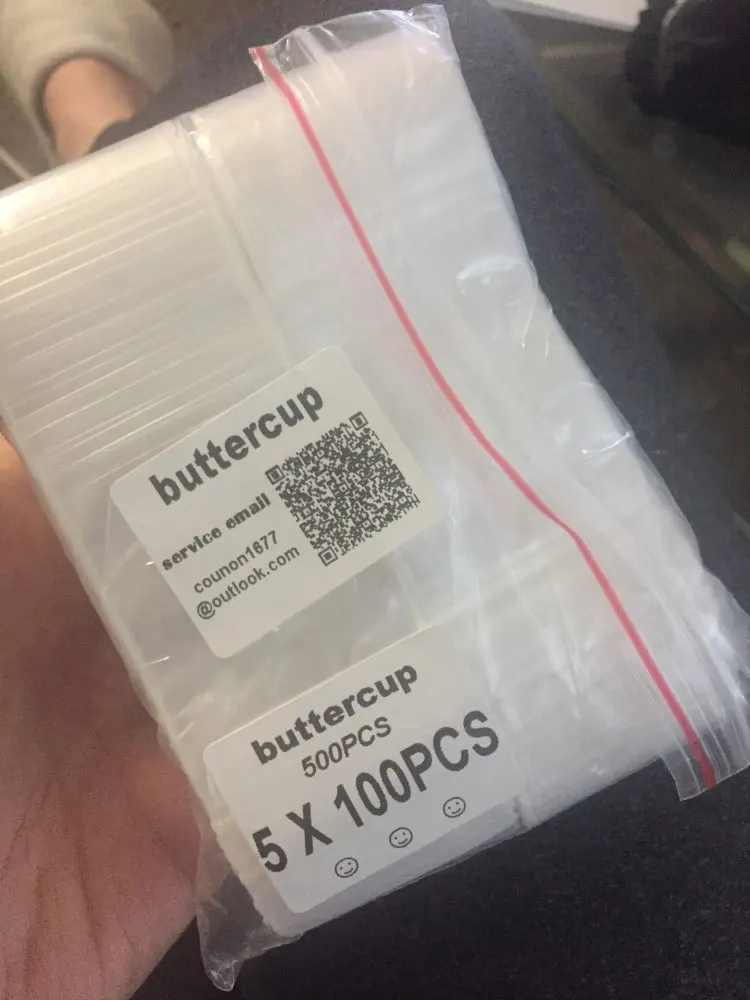 buttercup
service email
counon1677
@outlook.com
buttercup
500PCS
5 X 100PCS